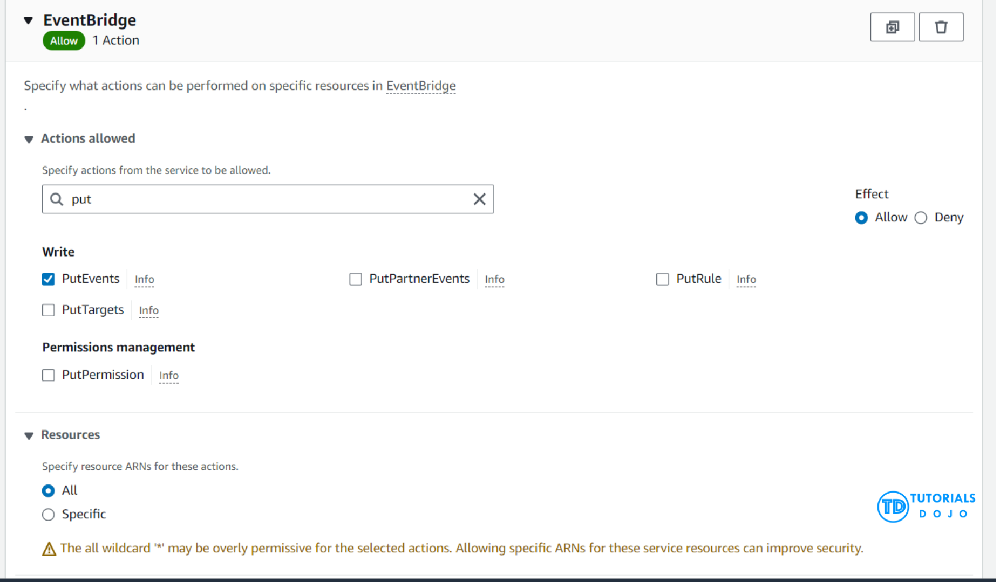 EventBridge
Allow 1 Action
Specify what actions can be performed on specific resources in EventBridge
.
Actions allowed
Specify actions from the service to be allowed.
put
Effect
Allow Deny
Write
PutEvents Info PutPartnerEvents Info PutRule Info
PutTargets Info
Permissions management
PutPermission Info
Resources
Specify resource ARNs for these actions.
All
Specific
TD TUTORIALS
DOJO
The all wildcard '*' may be overly permissive for the selected actions. Allowing specific ARNs for these service resources can improve security.